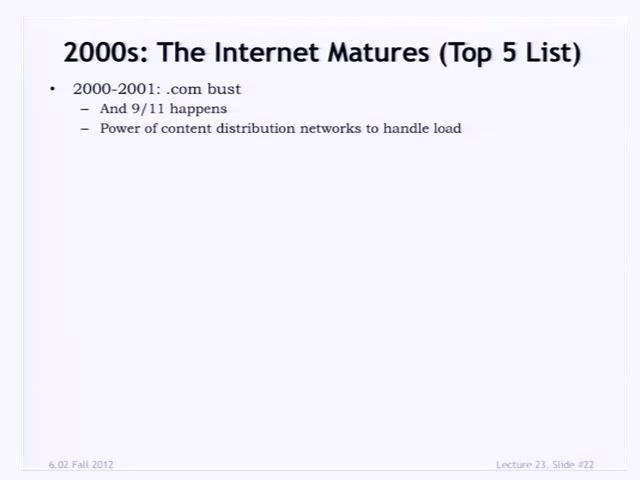 2000s: The Internet Matures (Top 5 List)
• 2000-2001: .com bust
– And 9/11 happens
– Power of content distribution networks to handle load
6.02 Fall 2012
Lecture 23, Slide #22